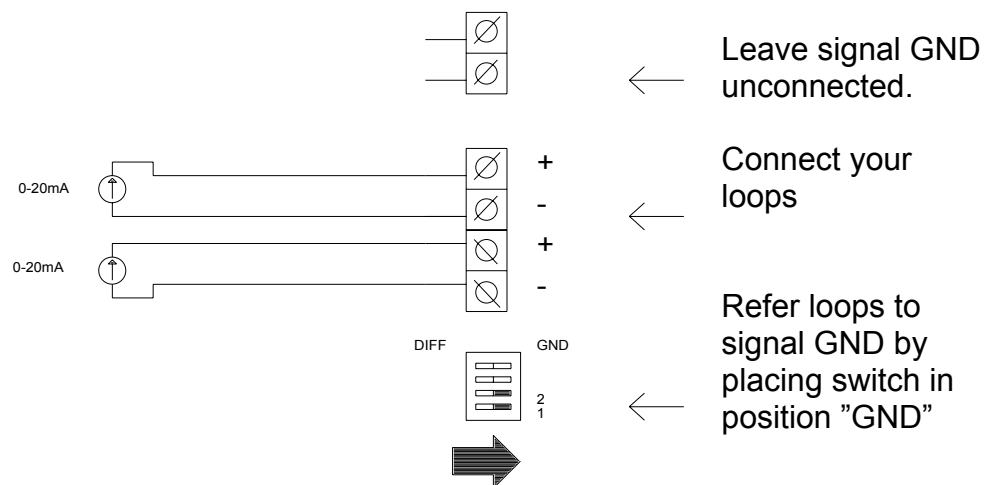 Leave signal GND
unconnected.
Connect your
loops
0-20mA
+
-
0-20mA
+
-
Refer loops to
signal GND by
placing switch in
position ”GND”
DIFF
GND
2
1